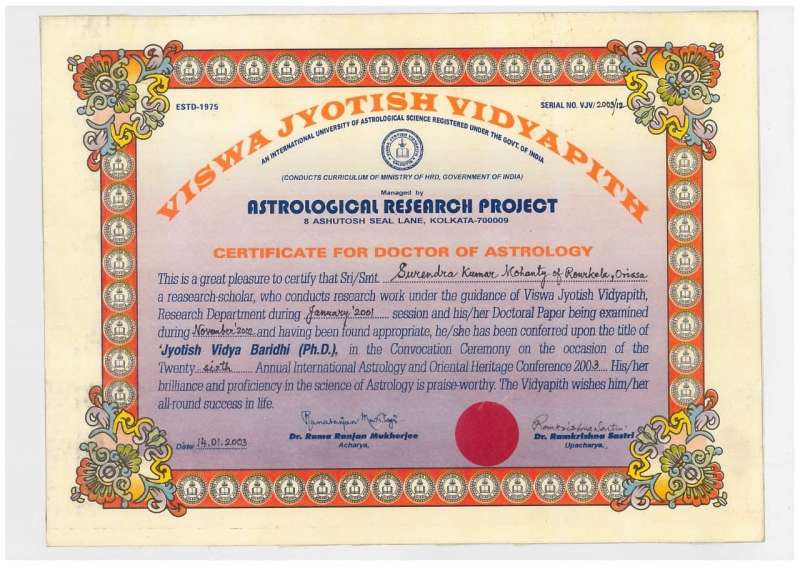 ESTD-1975
SERIAL NO. VJV/2003/12
VISWA JYOTISH VIDYAPITH
AN INTERNATIONAL UNIVERSITY OF ASTROLOGICAL SCIENCE REGISTERED UNDER THE GOVT. OF INDIA
(CONDUCTS CURRICULUM OF MINISTRY OF HRD, GOVERNMENT OF INDIA)
Managed by
ASTROLOGICAL RESEARCH PROJECT
8 ASHUTOSH SEAL LANE, KOLKATA-700009
CERTIFICATE FOR DOCTOR OF ASTROLOGY
This is a great pleasure to certify that Sri/Smt. Surendra Kumar Mohanty of Rourkela, Orissa
a reasearch-scholar, who conducts research work under the guidance of Viswa Jyotish Vidyapith,
Research Department during January '2001 session and his/her Doctoral Paper being examined
during November '2002 and having been found appropriate, he/she has been conferred upon the title of
'Jyotish Vidya Baridhi (Ph.D.), in the Convocation Ceremony on the occasion of the
Twenty sixth Annual International Astrology and Oriental Heritage Conference 2003 His/her
brilliance and proficiency in the science of Astrology is praise-worthy. The Vidyapith wishes him/her
all-round success in life.
Date 14.01.2003
Dr. Rama Ranjan Mukherjee
Acharya,
Ramkrishna Sastri
Dr. Ramkrishna Sastri
Upacharya,